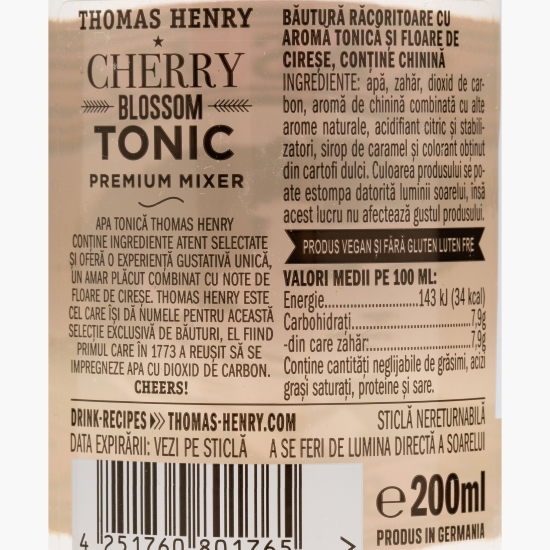 THOMAS HENRY
CHERRY
BLOSSOM
TONIC
PREMIUM MIXER
APA TONICĂ THOMAS HENRY
CONȚINE INGREDIENTE ATENT SELECTATE
ȘI OFERĂ O EXPERIENȚĂ GUSTATIVĂ UNICĂ,
UN AMAR PLĂCUT COMBINAT CU NOTE DE
FLOARE DE CIREȘE. THOMAS HENRY ESTE
CEL CARE ÎȘI DĂ NUMELE PENTRU ACEASTĂ
SELECȚIE EXCLUSIVĂ DE BĂUTURI, EL FIIND
PRIMUL CARE IN 1773 A REUȘIT SĂ SE
IMPREGNEZE APA CU DIOXID DE CARBON.
CHEERS!
BĂUTURĂ RĂCORITOARE CU
AROMĂ TONICĂ ȘI FLOARE DE
CIREȘE, CONȚINE CHININĂ
INGREDIENTE: apă, zahăr, dioxid de car-
bon, aromă de chinină combinată cu alte
arome naturale, acidifiant citric și stabili-
zatori, sirop de caramel și colorant obținut
din cartofi dulci. Culoarea produsului se po-
ate estompa datorită luminii soarelui, însă
acest lucru nu afectează gustul produsului.
PRODUS VEGAN ȘI FĂRĂ GLUTEN LUTEN FRE
VALORI MEDII PE 100 ML:
Energie..........................143 kJ (34 kcal)
Carbohidrați..................................7,9g
-din care zahăr:............................7,9g
Conține cantități neglijabile de grăsimi, acizi
grași saturați, proteine și sare.
DRINK-RECIPES THOMAS-HENRY.COM
STICLĂ NERETURNABILĂ
DATA EXPIRĂRII: VEZI PE STICLĂ
A SE FERI DE LUMINA DIRECTĂ A SOARELUI
4 251760 801765 >
e 200ml
PRODUS IN GERMANIA